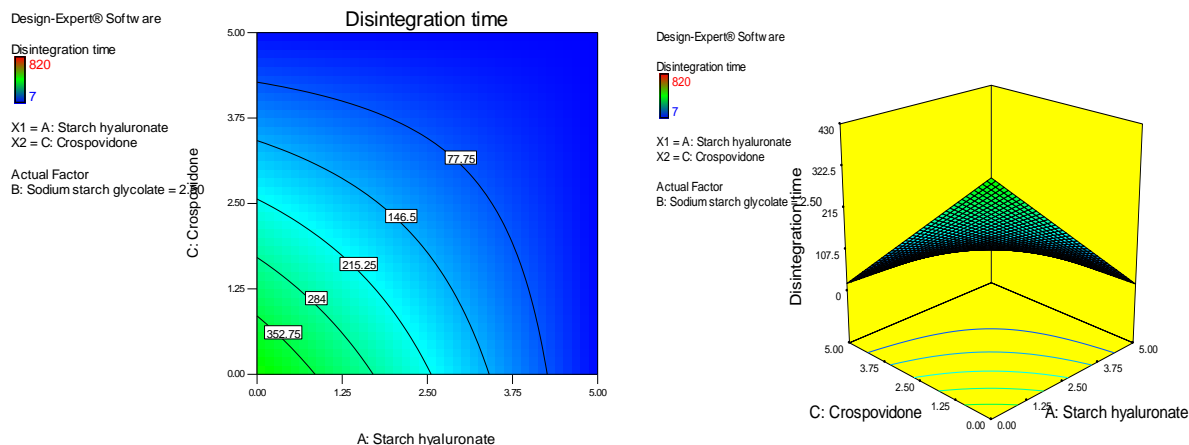 Design-Expert® Software
Disintegration time
820
7
X1 = A: Starch hyaluronate
X2 = C: Crospovidone
Actual Factor
B: Sodium starch glycolate = 2.50
Disintegration time
C: Crospovidone
5.00
3.75
2.50
1.25
0.00
0.00
1.25
2.50
3.75
5.00
A: Starch hyaluronate
77.75
146.5
215.25
284
352.75
Design-Expert® Software
Disintegration time
820
7
X1 = A: Starch hyaluronate
X2 = C: Crospovidone
Actual Factor
B: Sodium starch glycolate = 2.50
Disintegration time
430
322.5
215
107.5
0
5.00
3.75
2.50
1.25
0.00
C: Crospovidone
0.00
1.25
2.50
3.75
5.00
A: Starch hyaluronate